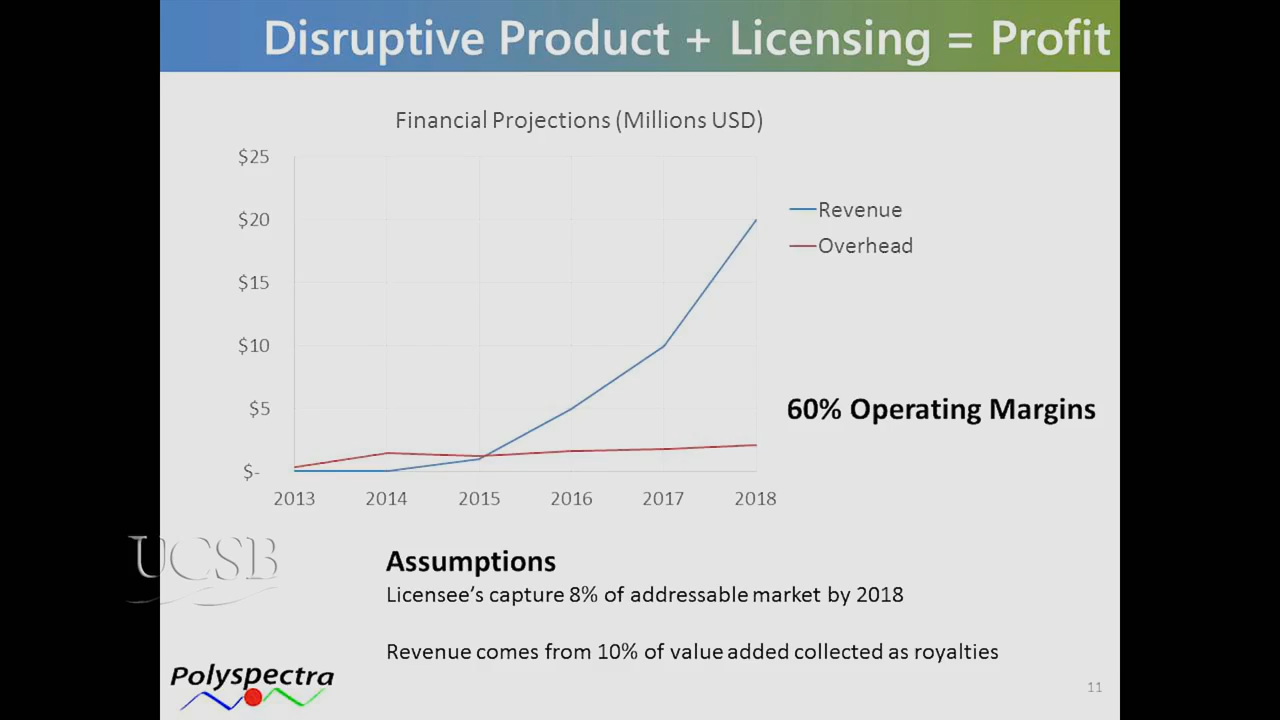 Disruptive Product + Licensing = Profit
Financial Projections (Millions USD)
$25
$20
$15
$10
$5
$-
2013 2014 2015 2016 2017 2018
Revenue
Overhead
60% Operating Margins
Assumptions
Licensee's capture 8% of addressable market by 2018
Revenue comes from 10% of value added collected as royalties
UCSB
Polyspectra
11